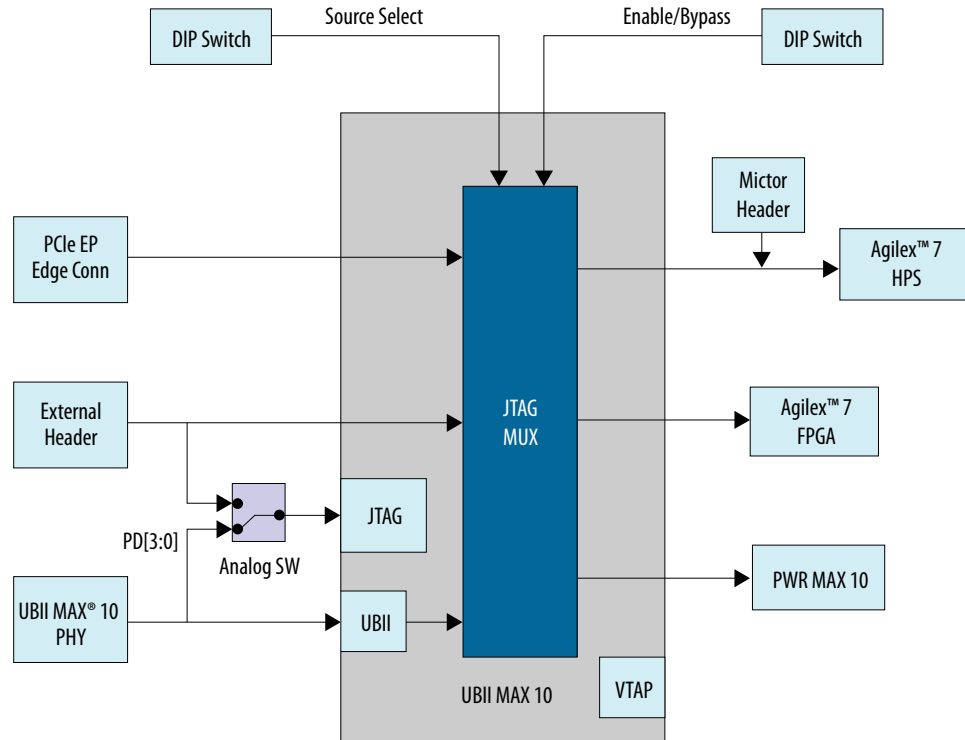 Source Select
Enable/Bypass
DIP Switch
DIP Switch
Mictor
Header
PCIe EP
Edge Conn
Agilex™ 7
HPS
External
Header
JTAG
MUX
Agilex™ 7
FPGA
JTAG
PD[3:0]
Analog SW
PWR MAX 10
UBII MAX® 10
PHY
UBII
UBII MAX 10
VTAP